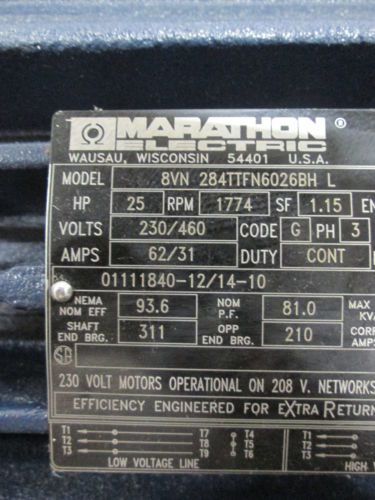 MARATHON ®
ELECTRIC
WAUSAU, WISCONSIN 54401 U.S.A.
MODEL 8VN 284TTFN6026BH L
HP 25 RPM 1774 SF 1.15
VOLTS 230/460 CODE G PH 3
AMPS 62/31 DUTY CONT
01111840-12/14-10
NEMA NOM EFF 93.6 NOM P.F. 81.0 MAX
SHAFT END BRG. 311 OPP END BRG. 210
230 VOLT MOTORS OPERATIONAL ON 208 V. NETWORKS
EFFICIENCY ENGINEERED FOR EXTRA RETURN
T1 T7 T4 T1
T2 T8 T5 T2
T3 T9 T6 T3
LOW VOLTAGE LINE